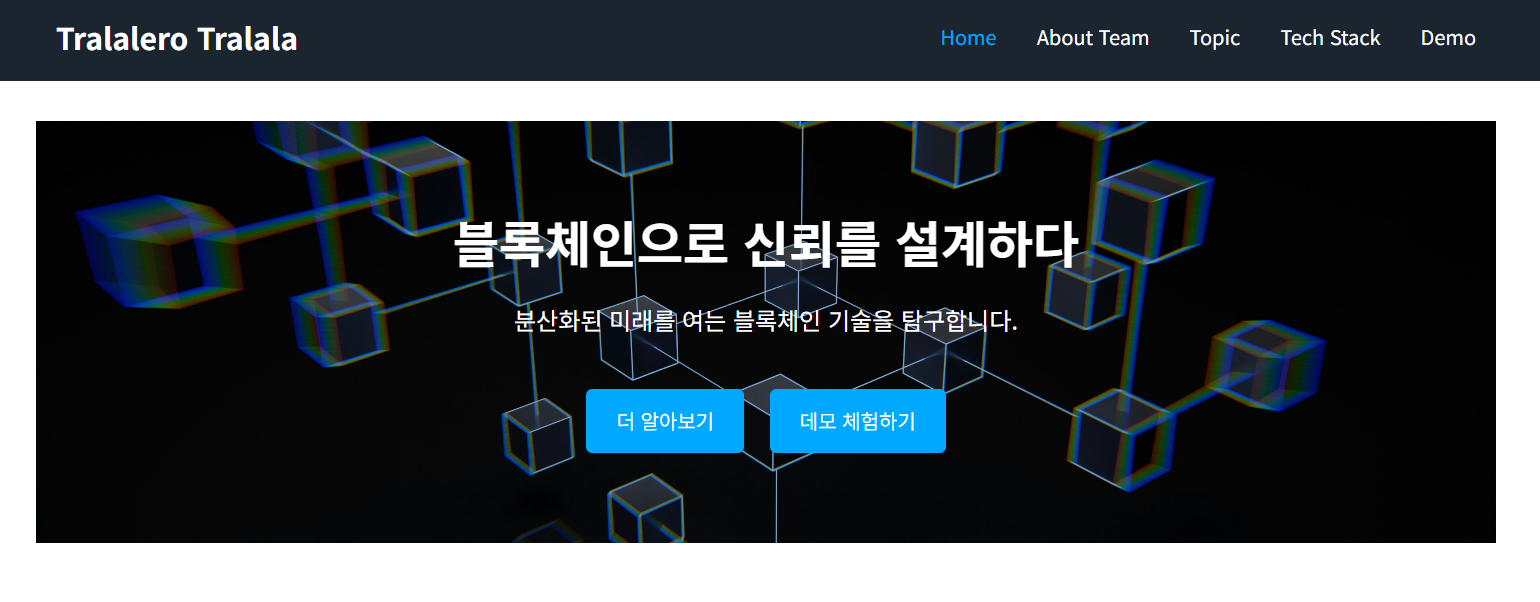 Tralalero Tralala
Home About Team Topic Tech Stack Demo
블록체인으로 신뢰를 설계하다
분산화된 미래를 여는 블록체인 기술을 탐구합니다.
더 알아보기 데모 체험하기